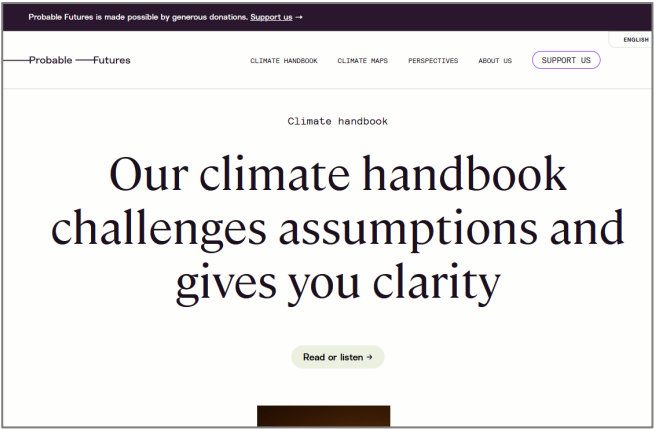 Probable Futures is made possible by generous donations. Support us →
ENGLISH
Probable Futures
CLIMATE HANDBOOK CLIMATE MAPS PERSPECTIVES ABOUT US SUPPORT US
Climate handbook
Our climate handbook
challenges assumptions and
gives you clarity
Read or listen →